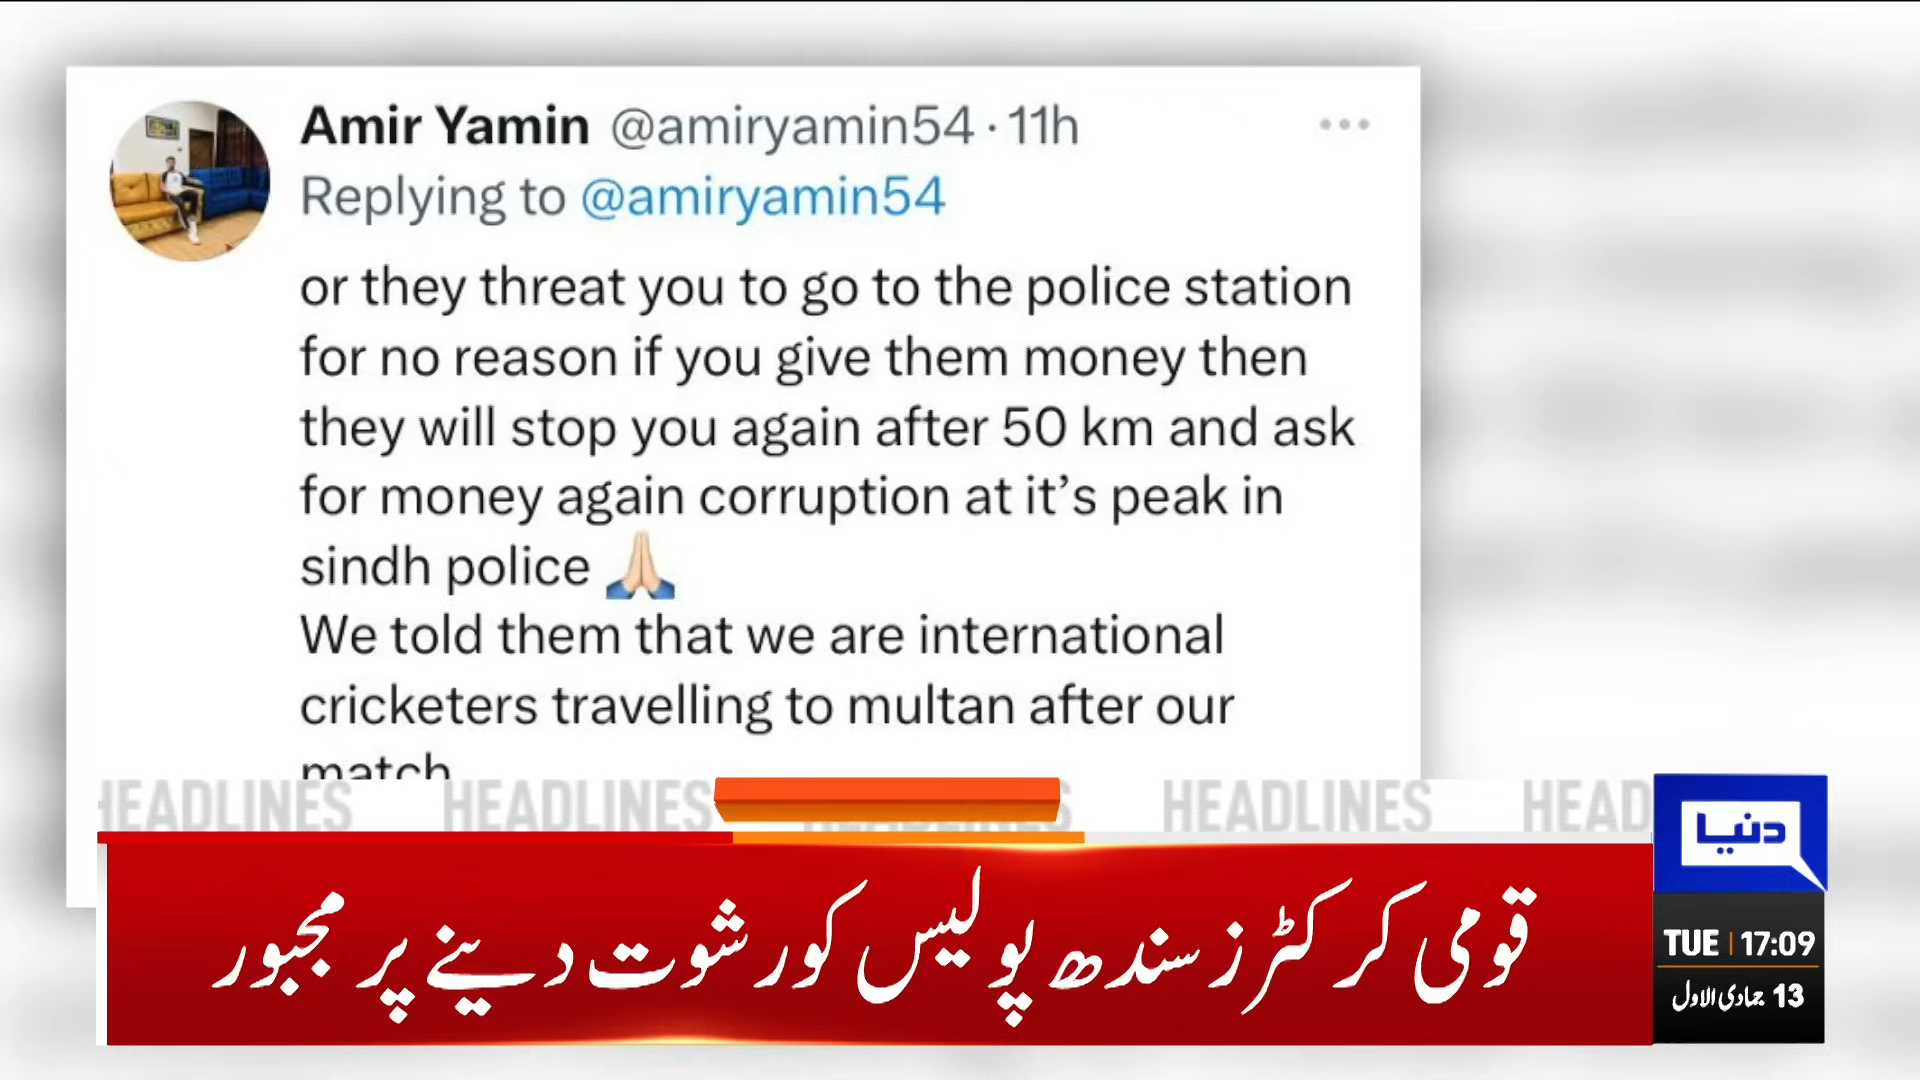 Amir Yamin @amiryamin54 · 11h
Replying to @amiryamin54
or they threat you to go to the police station
for no reason if you give them money then
they will stop you again after 50 km and ask
for money again corruption at it’s peak in
sindh police 🙏🏻
We told them that we are international
cricketers travelling to multan after our
match
HEADLINES HEADLINES HEADLINES HEADLINES HEAD
دنیا
قومی کرکٹرز سندھ پولیس کو رشوت دینے پر مجبور
TUE | 17:09
13 جمادی الاول